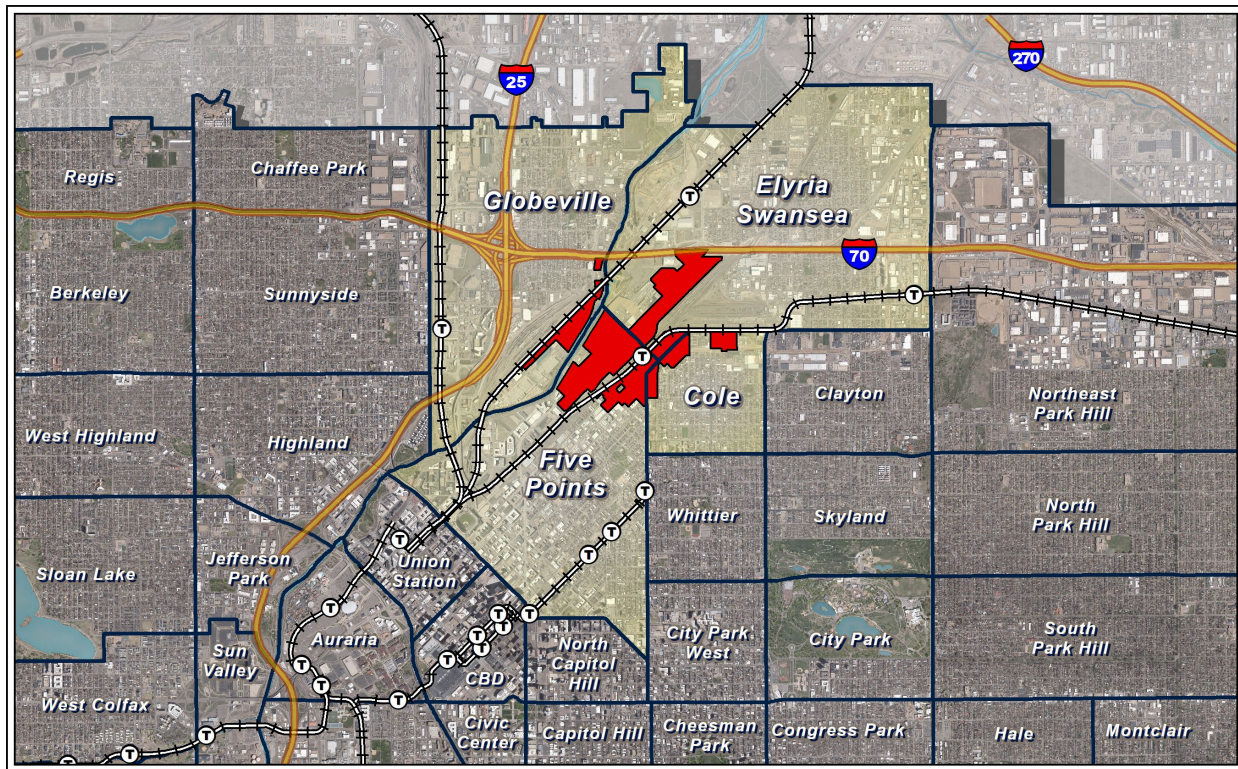 25
270
Regis
Chaffee Park
Globeville
Elyria
Swansea
70
Berkeley
Sunnyside
T
T
T
T
West Highland
Highland
Cole
Clayton
Northeast
Park Hill
Five
Points
T
Whittier
Skyland
North
Park Hill
T
T
T
Sloan Lake
Jefferson
Park
Union
Station
T
T
T
T
T
T
T
Auraria
Sun
Valley
North
Capitol
Hill
City Park
West
City Park
South
Park Hill
T
T
T
T
CBD
West Colfax
T
T
T
Civic
Center
Capitol Hill
Cheesman
Park
Congress Park
Hale
Montclair